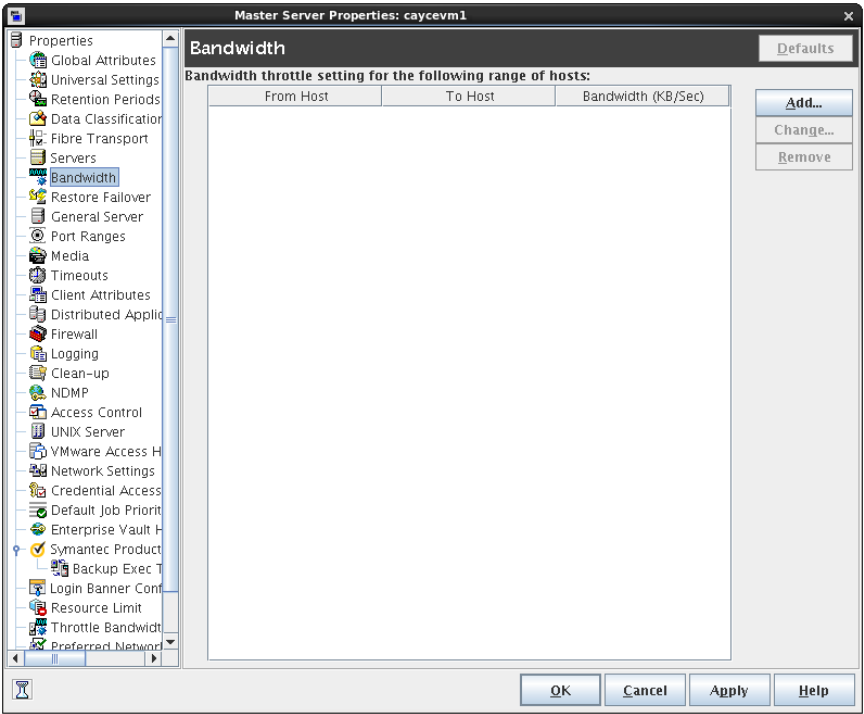 Master Server Properties: caycevm1
Properties
Global Attributes
Universal Settings
Retention Periods
Data Classification
Fibre Transport
Servers
Bandwidth
Restore Failover
General Server
Port Ranges
Media
Timeouts
Client Attributes
Distributed Applic
Firewall
Logging
Clean-up
NDMP
Access Control
UNIX Server
VMware Access H
Network Settings
Credential Access
Default Job Priorit
Enterprise Vault H
Symantec Product
Backup Exec T
Login Banner Conf
Resource Limit
Throttle Bandwidt
Preferred Network
Bandwidth
Defaults
Bandwidth throttle setting for the following range of hosts:
From Host To Host Bandwidth (KB/Sec)
Add...
Change...
Remove
OK Cancel Apply Help